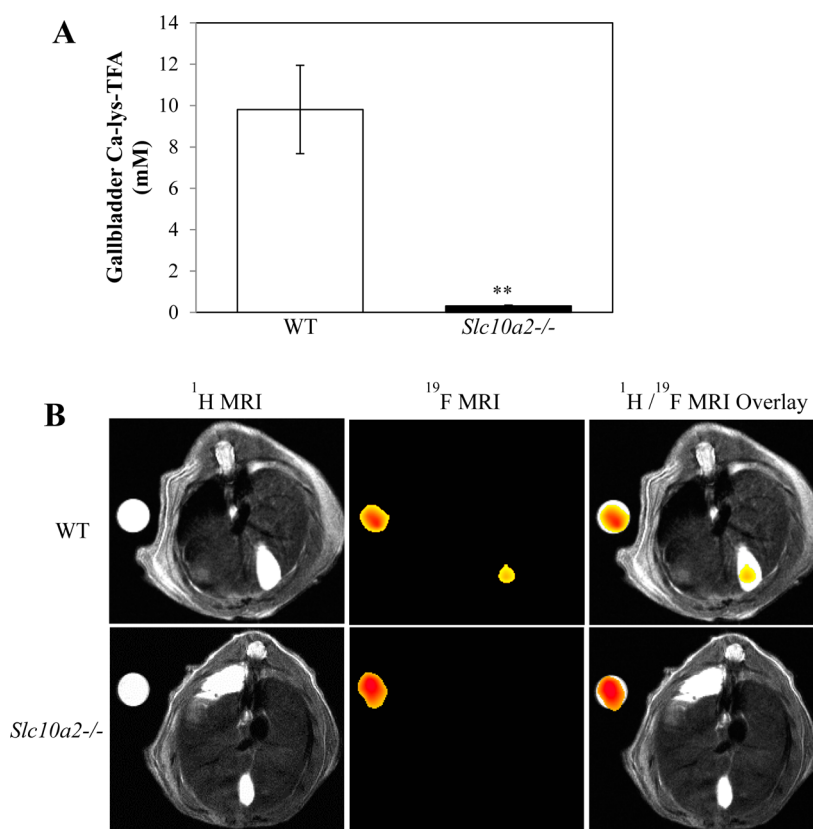 A
Gallbladder Ca-lys-TFA
(mM)
14
12
10
8
6
4
2
0
**
WT
Slc10a2-/-
B
¹H MRI
¹⁹F MRI
¹H / ¹⁹F MRI Overlay
WT
Slc10a2-/-